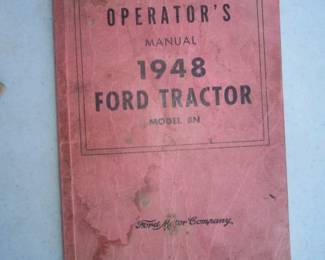 OPERATOR'S
MANUAL
1948
FORD TRACTOR
MODEL 8N
Ford Motor Company